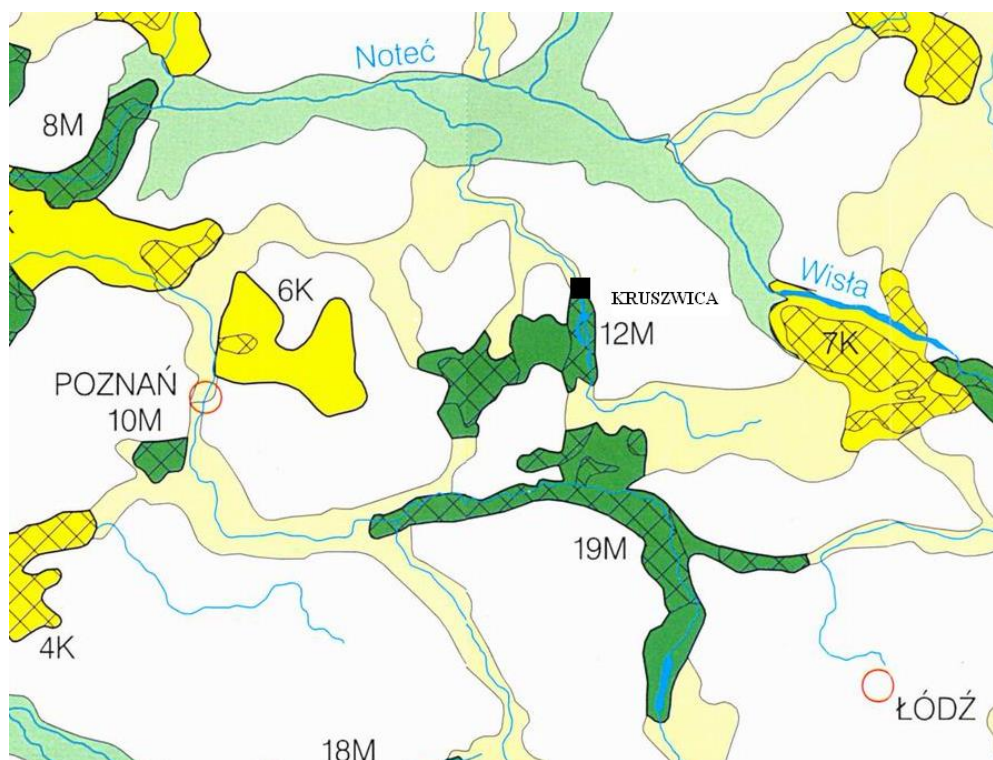 Noteć
8M
Wisła
6K
KRUSZWICA
12M
7K
POZNAŃ
10M
19M
4K
ŁÓDŹ
18M